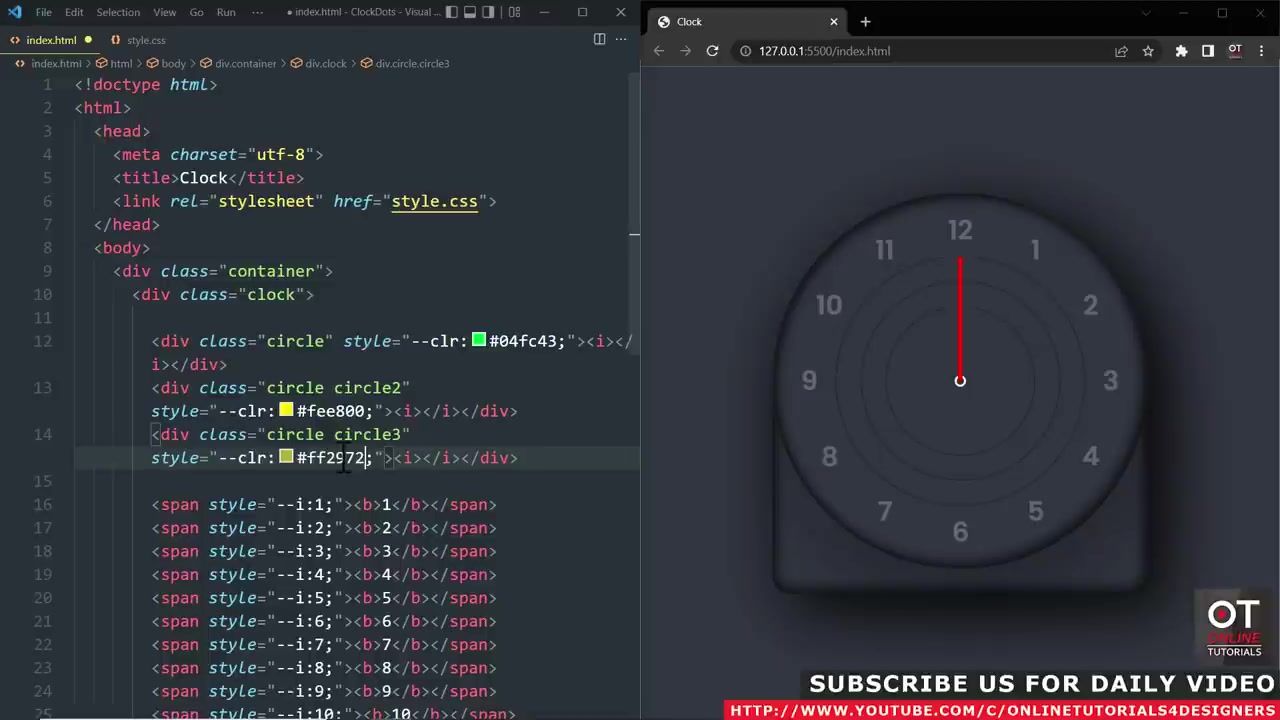 File Edit Selection View Go Run ··· ● index.html - ClockDots - Visual ...
index.html ● style.css ···
index.html > html > body > div.container > div.clock > div.circle.circle3
1 <!doctype html>
2 <html>
3 <head>
4 <meta charset="utf-8">
5 <title>Clock</title>
6 <link rel="stylesheet" href="style.css">
7 </head>
8 <body>
9 <div class="container">
10 <div class="clock">
11
12 <div class="circle" style="--clr:#04fc43;"><i></
i></div>
13 <div class="circle circle2"
style="--clr:#fee800;"><i></i></div>
14 <div class="circle circle3"
style="--clr:#ff2972;"><i></i></div>
15
16 <span style="--i:1;"><b>1</b></span>
17 <span style="--i:2;"><b>2</b></span>
18 <span style="--i:3;"><b>3</b></span>
19 <span style="--i:4;"><b>4</b></span>
20 <span style="--i:5;"><b>5</b></span>
21 <span style="--i:6;"><b>6</b></span>
22 <span style="--i:7;"><b>7</b></span>
23 <span style="--i:8;"><b>8</b></span>
24 <span style="--i:9;"><b>9</b></span>
25 <span style="--i:10;"><b>10</b></span>
Clock
127.0.0.1:5500/index.html
OT
12
11 1
10 2
9 3
8 4
7 5
6
OT
ONLINE
TUTORIALS
SUBSCRIBE US FOR DAILY VIDEO
HTTP://WWW.YOUTUBE.COM/C/ONLINETUTORIALS4DESIGNERS